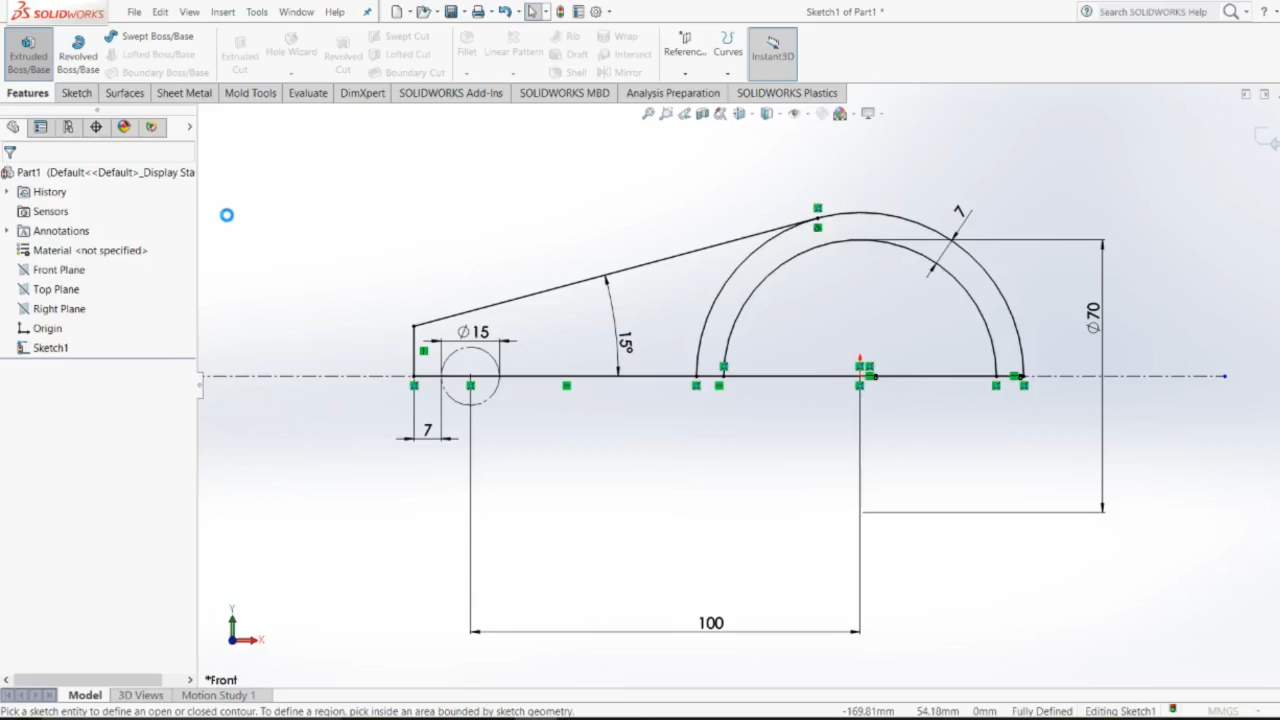 SOLIDWORKS File Edit View Insert Tools Window Help Sketch1 of Part1 * Search SOLIDWORKS Help ?
Extruded Boss/Base
Revolved Boss/Base
Swept Boss/Base
Lofted Boss/Base
Boundary Boss/Base
Extruded Cut
Hole Wizard
Revolved Cut
Swept Cut
Lofted Cut
Boundary Cut
Fillet
Linear Pattern
Rib
Draft
Shell
Wrap
Intersect
Mirror
Referenc...
Curves
Instant3D
Features Sketch Surfaces Sheet Metal Mold Tools Evaluate DimXpert SOLIDWORKS Add-Ins SOLIDWORKS MBD Analysis Preparation SOLIDWORKS Plastics
Part1 (Default<<Default>_Display Sta
History
Sensors
Annotations
Material <not specified>
Front Plane
Top Plane
Right Plane
Origin
Sketch1
7
∅70
∅15
15°
7
100
Y
X
*Front
Model 3D Views Motion Study 1
Pick a sketch entity to define an open or closed contour. To define a region, pick inside an area bounded by sketch geometry. -169.81mm 54.18mm 0mm Fully Defined Editing Sketch1 MMGS